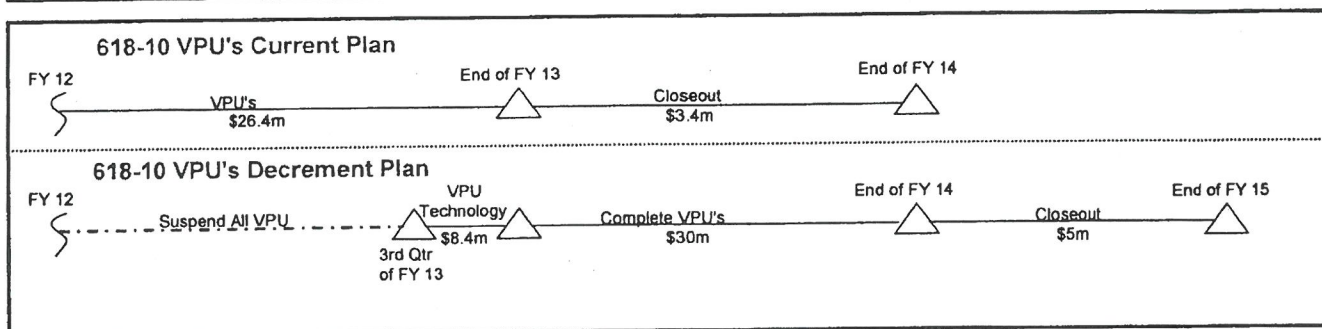 618-10 VPU's Current Plan
FY 12
End of FY 13
End of FY 14
VPU's
$26.4m
Closeout
$3.4m
618-10 VPU's Decrement Plan
FY 12
Suspend All VPU
3rd Qtr
of FY 13
VPU
Technology
$8.4m
Complete VPU's
$30m
End of FY 14
Closeout
$5m
End of FY 15